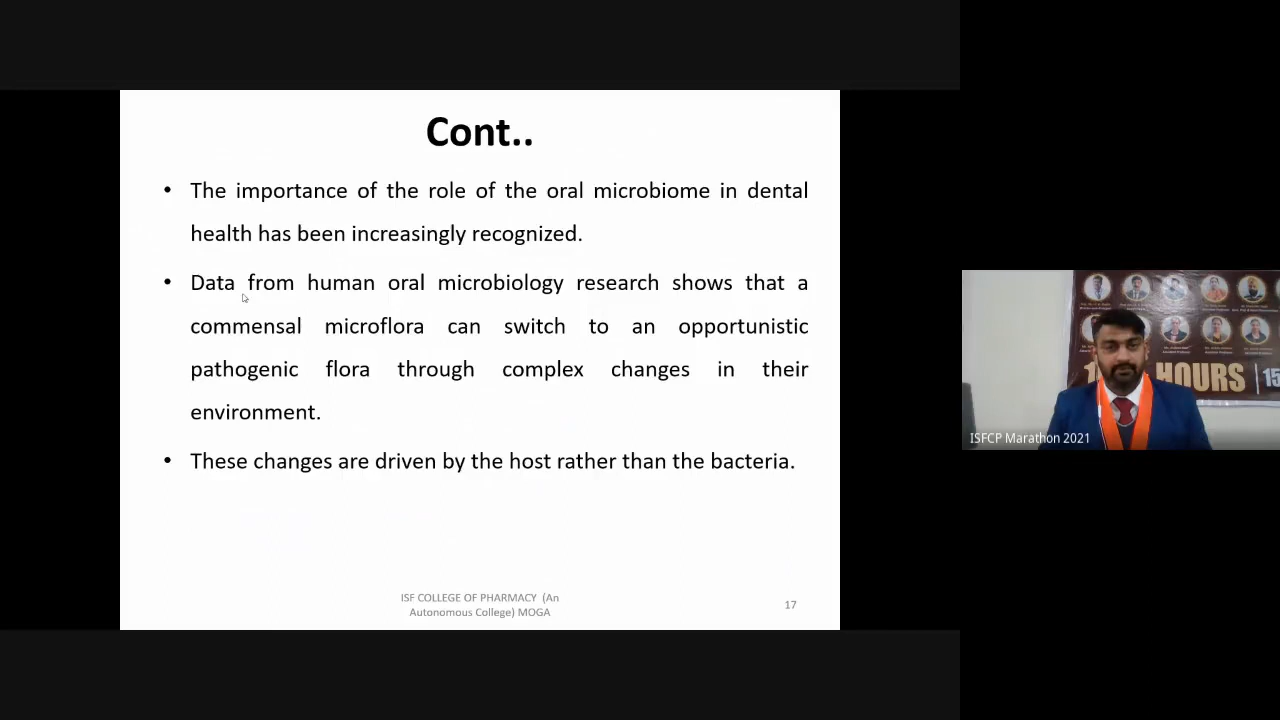 Cont..
• The importance of the role of the oral microbiome in dental
health has been increasingly recognized.
• Data from human oral microbiology research shows that a
commensal microflora can switch to an opportunistic
pathogenic flora through complex changes in their
environment.
• These changes are driven by the host rather than the bacteria.
ISF COLLEGE OF PHARMACY (An
Autonomous College) MOGA
17
HOURS
15
ISFCP Marathon 2021